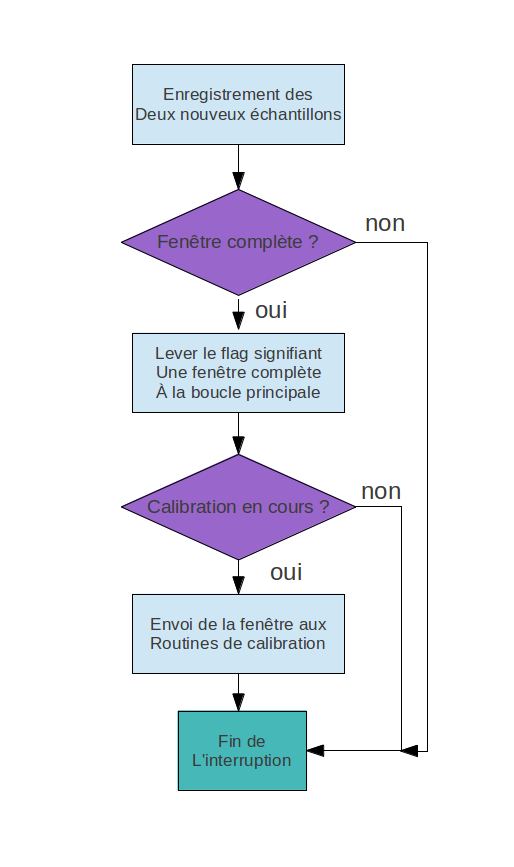 Enregistrement des
Deux nouveux échantillons
non
Fenêtre complète ?
oui
Lever le flag signifiant
Une fenêtre complète
À la boucle principale
non
Calibration en cours ?
oui
Envoi de la fenêtre aux
Routines de calibration
Fin de
L'interruption